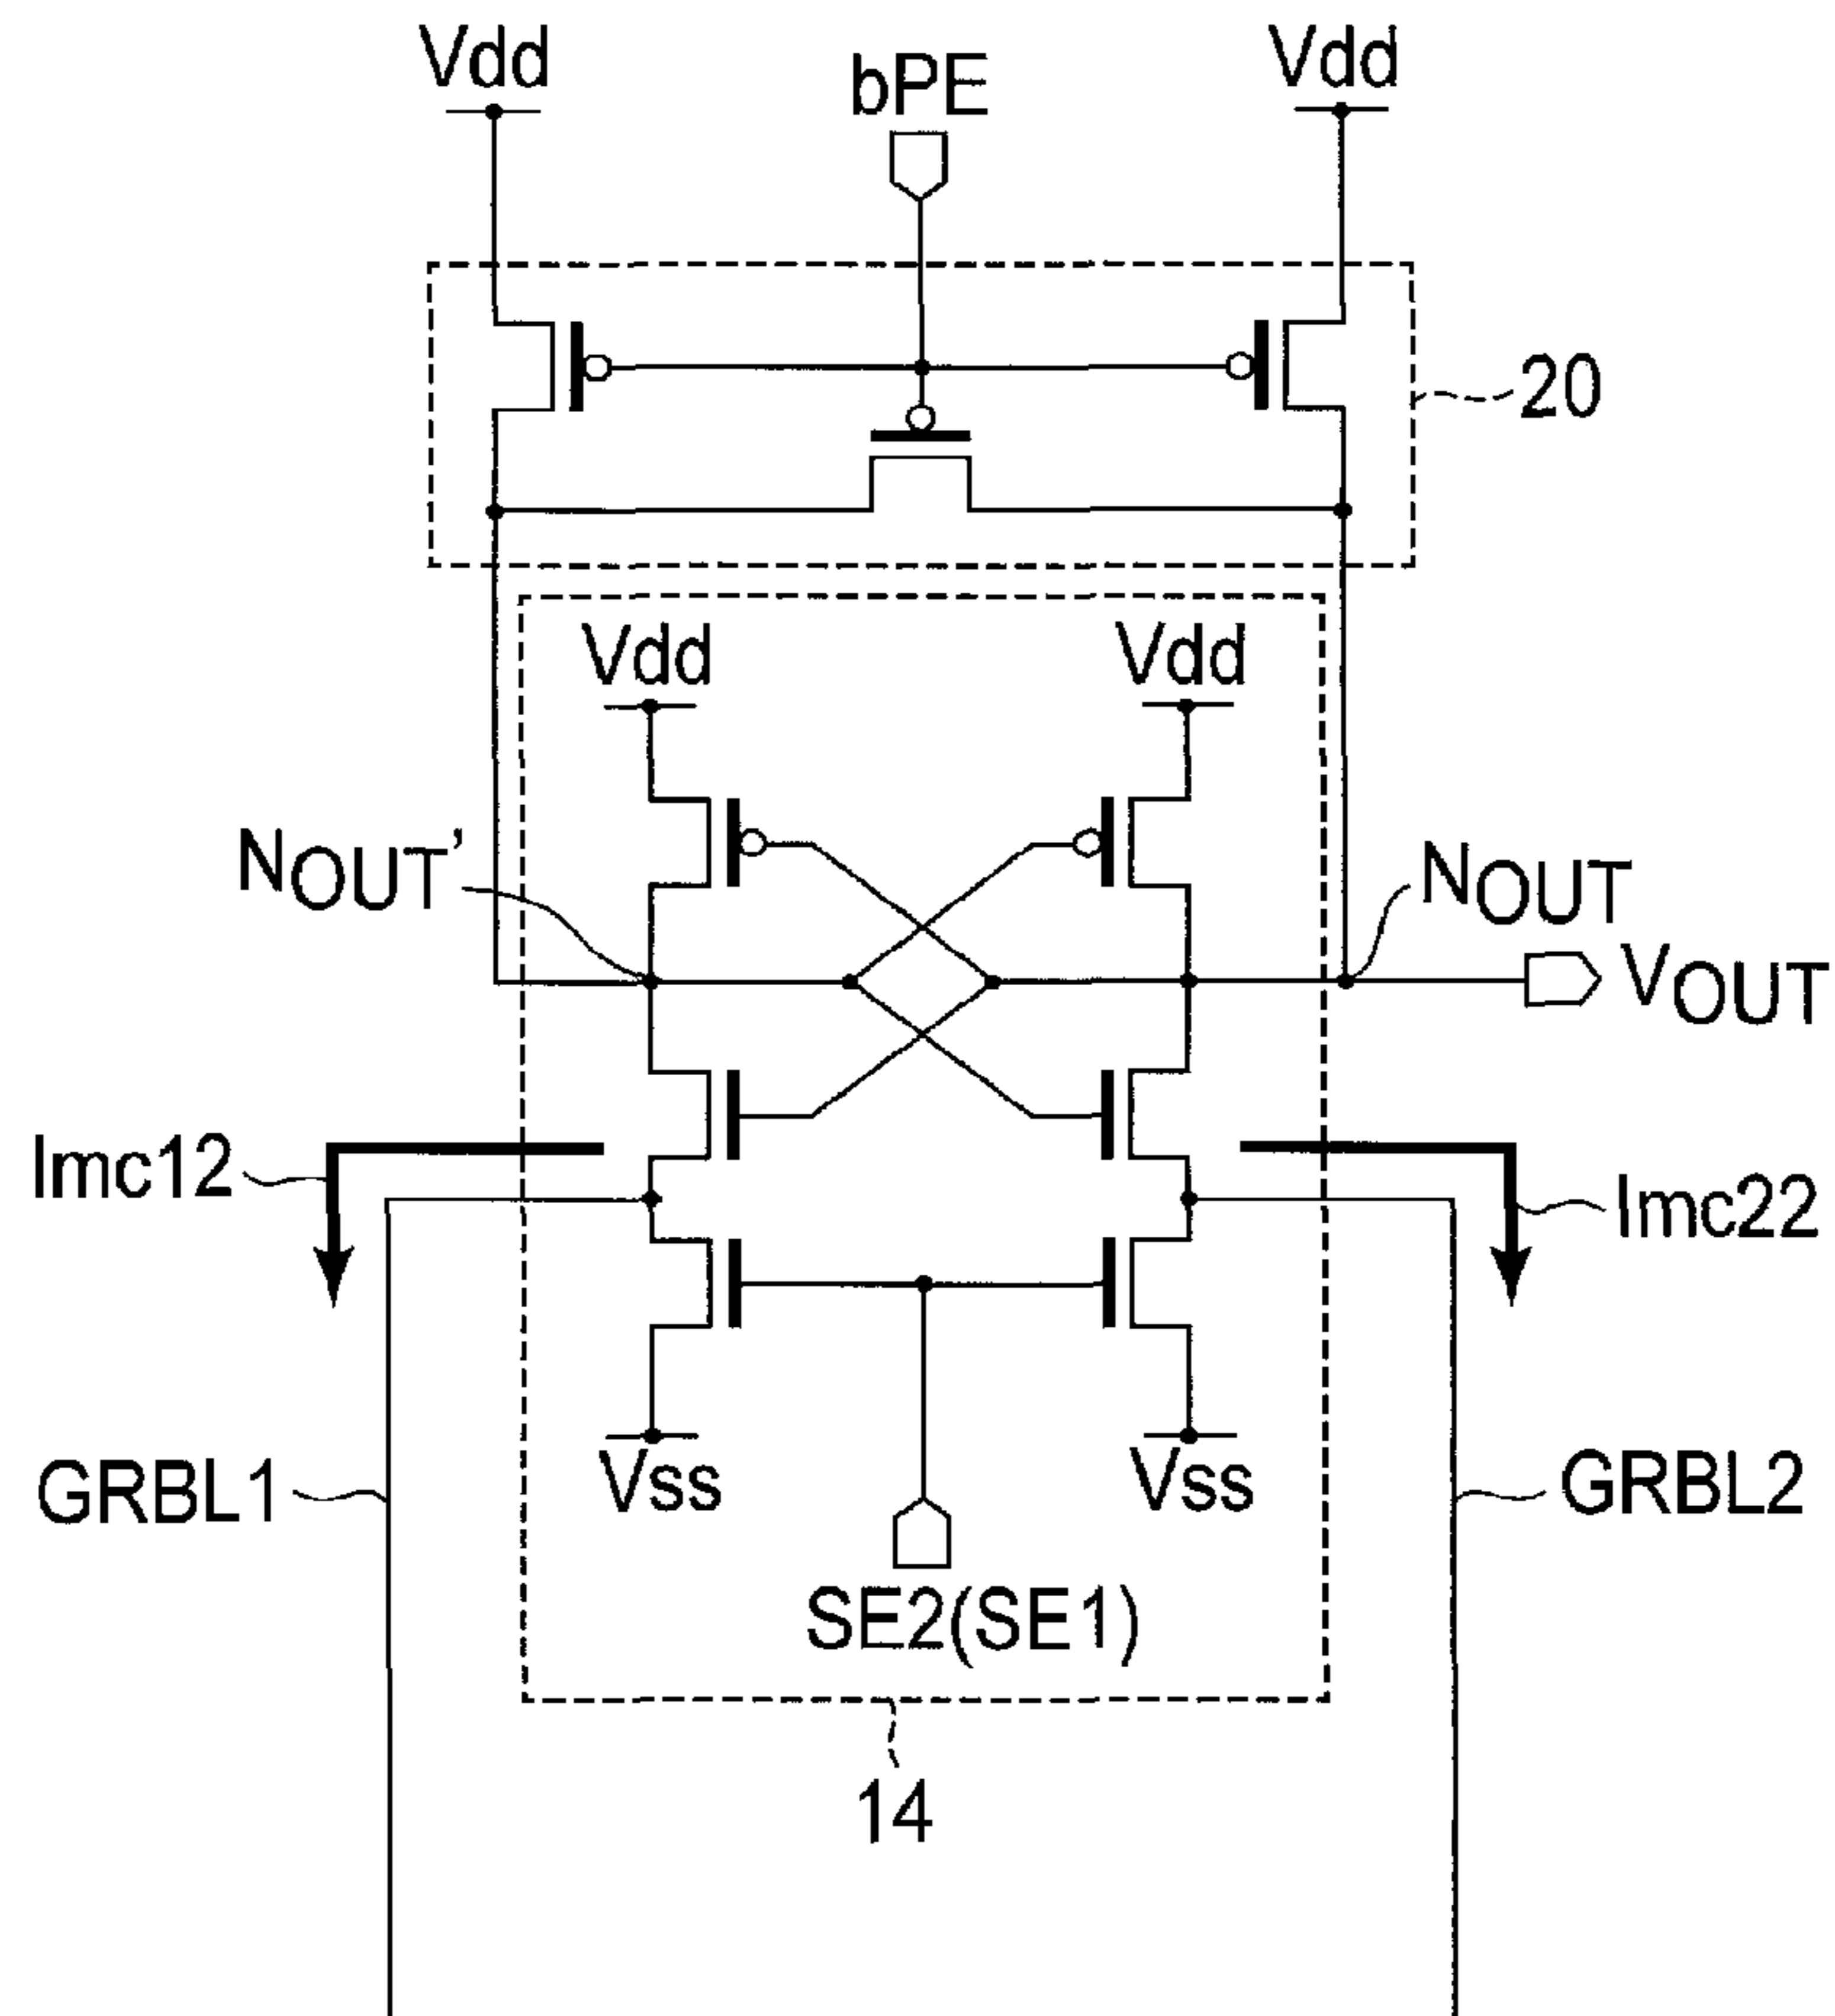 Vdd
bPE
Vdd
20
Vdd
Vdd
NOUT'
NOUT
VOUT
Imc12
Imc22
GRBL1
Vss
Vss
GRBL2
SE2(SE1)
14